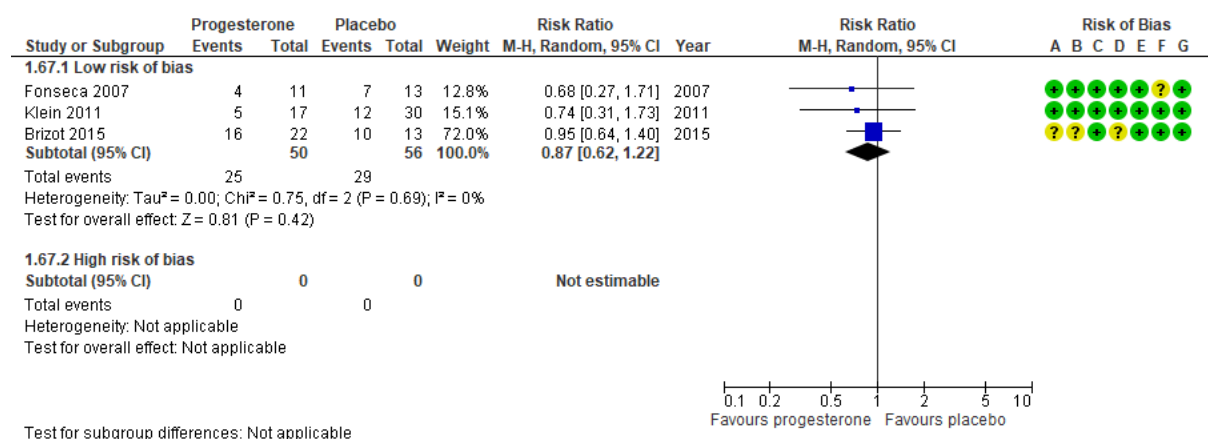 Progesterone Placebo Risk Ratio Risk Ratio Risk of Bias
Study or Subgroup Events Total Events Total Weight M-H, Random, 95% CI Year M-H, Random, 95% CI A B C D E F G
1.67.1 Low risk of bias
Fonseca 2007 4 11 7 13 12.8% 0.68 [0.27, 1.71] 2007 + + + + + ? +
Klein 2011 5 17 12 30 15.1% 0.74 [0.31, 1.73] 2011 + + + + + + +
Brizot 2015 16 22 10 13 72.0% 0.95 [0.64, 1.40] 2015 ? ? + ? + + +
Subtotal (95% CI) 50 56 100.0% 0.87 [0.62, 1.22]
Total events 25 29
Heterogeneity: Tau² = 0.00; Chi² = 0.75, df = 2 (P = 0.69); I² = 0%
Test for overall effect: Z = 0.81 (P = 0.42)
1.67.2 High risk of bias
Subtotal (95% CI) 0 0 Not estimable
Total events 0 0
Heterogeneity: Not applicable
Test for overall effect: Not applicable
0.1 0.2 0.5 1 2 5 10
Favours progesterone Favours placebo
Test for subgroup differences: Not applicable